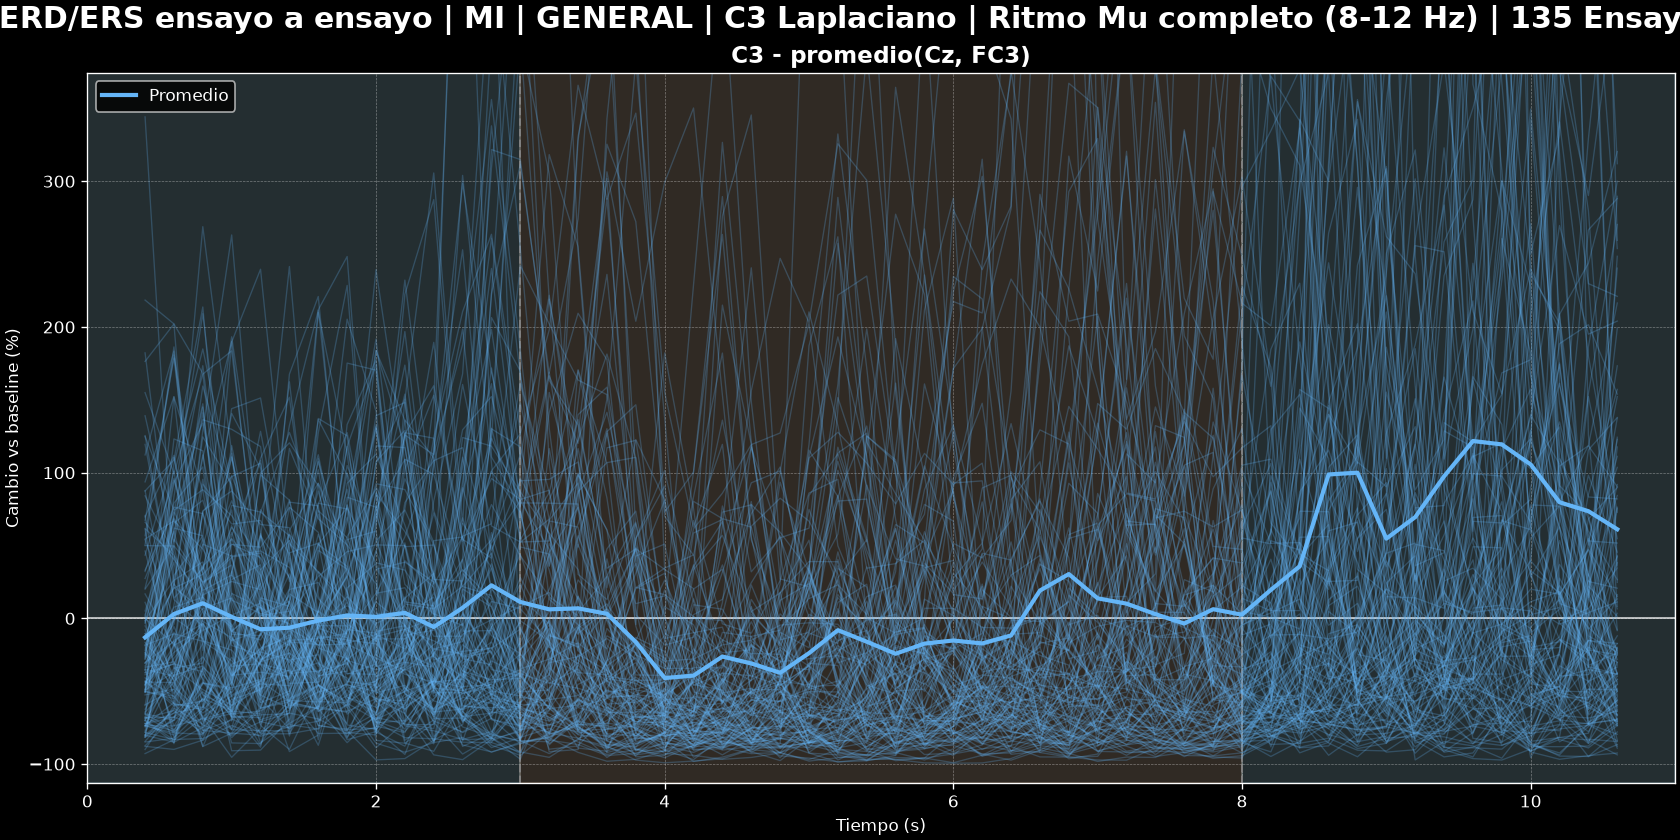 ERD/ERS ensayo a ensayo | MI | GENERAL | C3 Laplaciano | Ritmo Mu completo (8-12 Hz) | 135 Ensay
C3 - promedio(Cz, FC3)
Promedio
Cambio vs baseline (%)
300
200
100
0
−100
0 2 4 6 8 10
Tiempo (s)